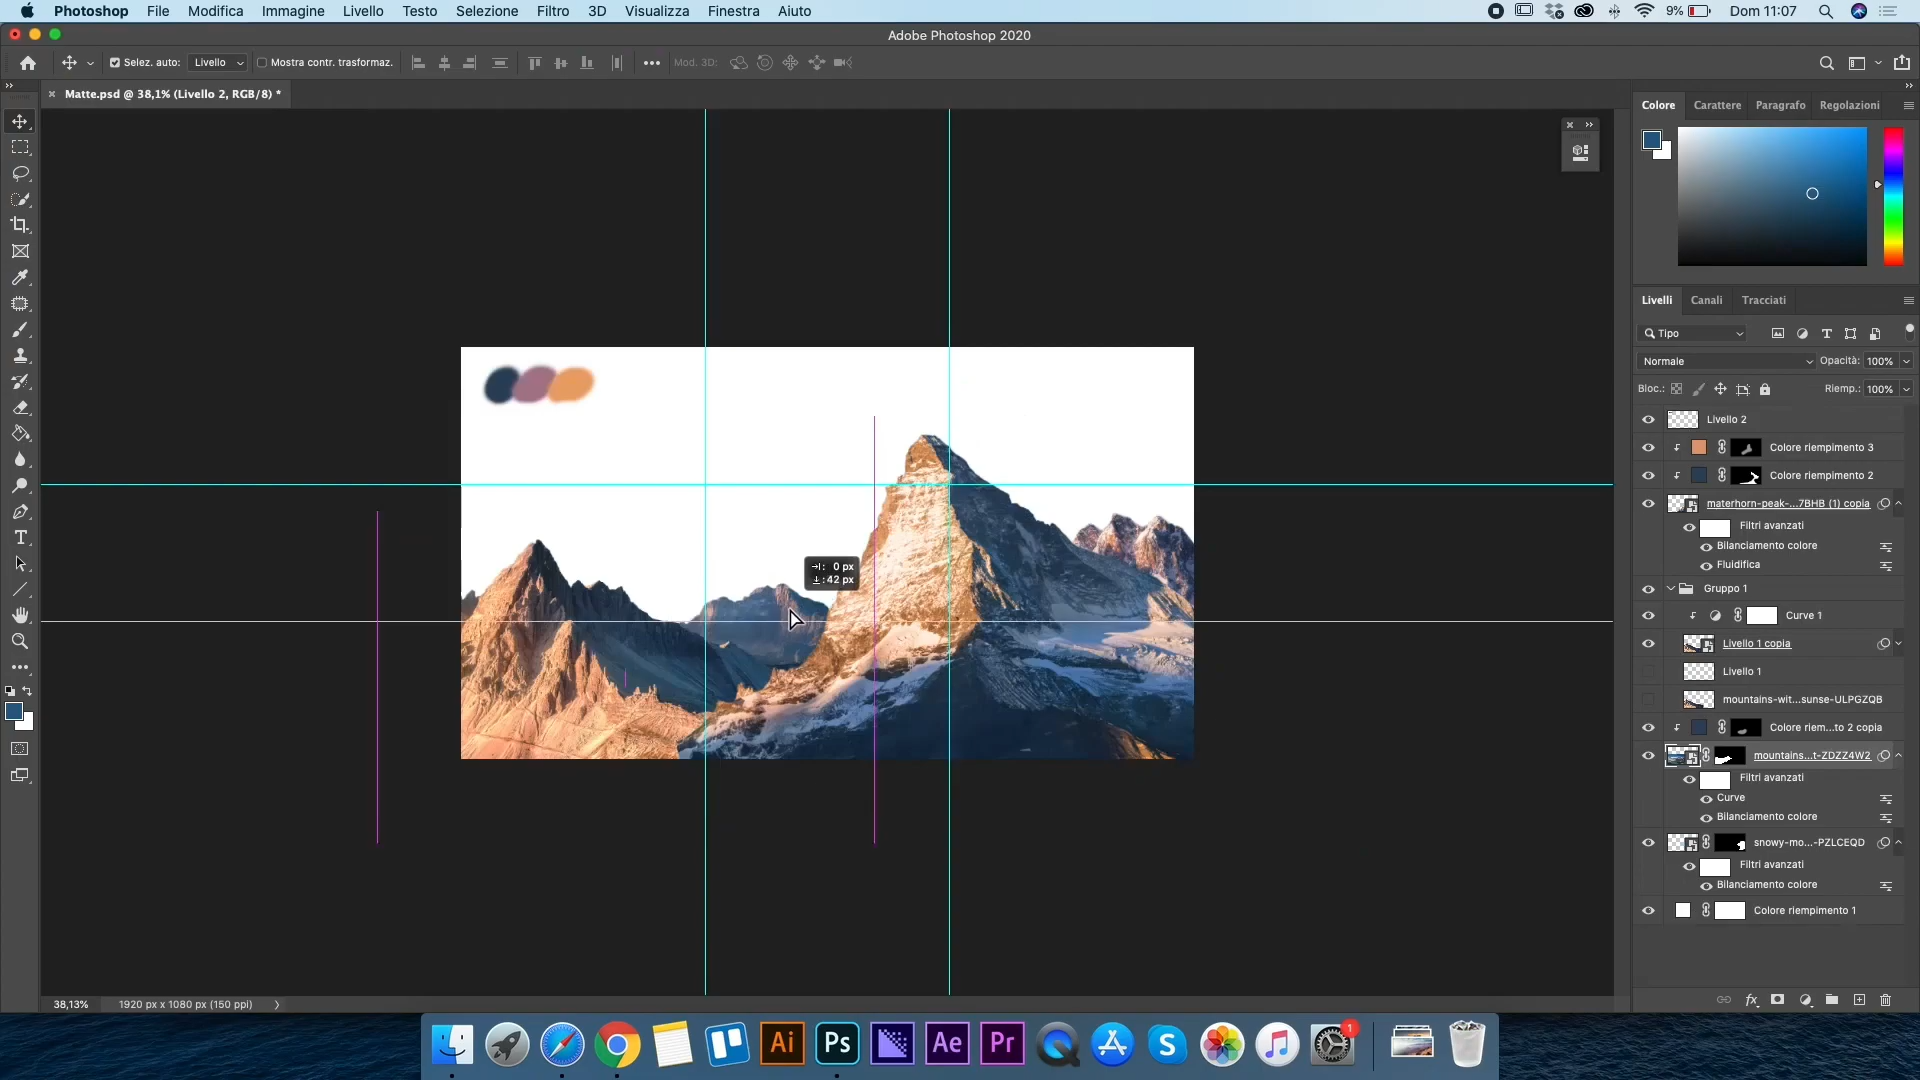 Photoshop File Modifica Immagine Livello Testo Selezione Filtro 3D Visualizza Finestra Aiuto 9% Dom 11:07
Adobe Photoshop 2020
Selez. auto: Livello Mostra contr. trasformaz. Mod. 3D:
Matte.psd @ 38,1% (Livello 2, RGB/8) *
Colore Carattere Paragrafo Regolazioni
Livelli Canali Tracciati
Tipo
Normale Opacità: 100%
Bloc.: Riemp.: 100%
Livello 2
Colore riempimento 3
Colore riempimento 2
materhorn-peak-...7BHB (1) copia
Filtri avanzati
Bilanciamento colore
Fluidifica
Gruppo 1
Curve 1
Livello 1 copia
Livello 1
mountains-wit...sunse-ULPGZQB
Colore riem...to 2 copia
mountains...t-ZDZZ4W2
Filtri avanzati
Curve
Bilanciamento colore
snowy-mo...-PZLCEQD
Filtri avanzati
Bilanciamento colore
Colore riempimento 1
: 0 px
: 42 px
38,13% 1920 px x 1080 px (150 ppi)
Ai Ps Ae Pr S 1